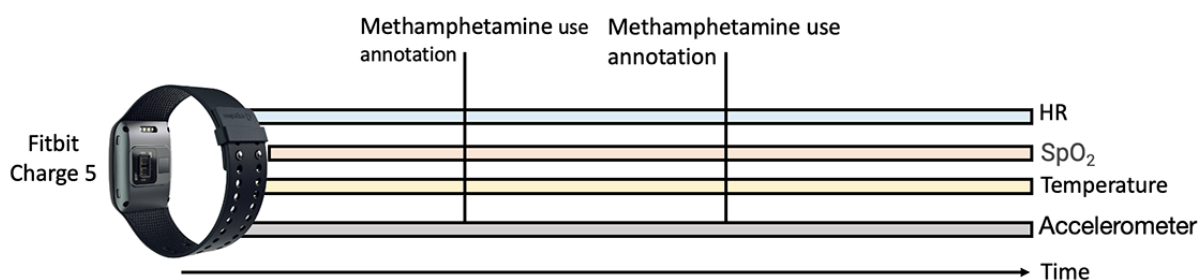 Methamphetamine use
annotation
Methamphetamine use
annotation
Fitbit
Charge 5
HR
SpO₂
Temperature
Accelerometer
Time